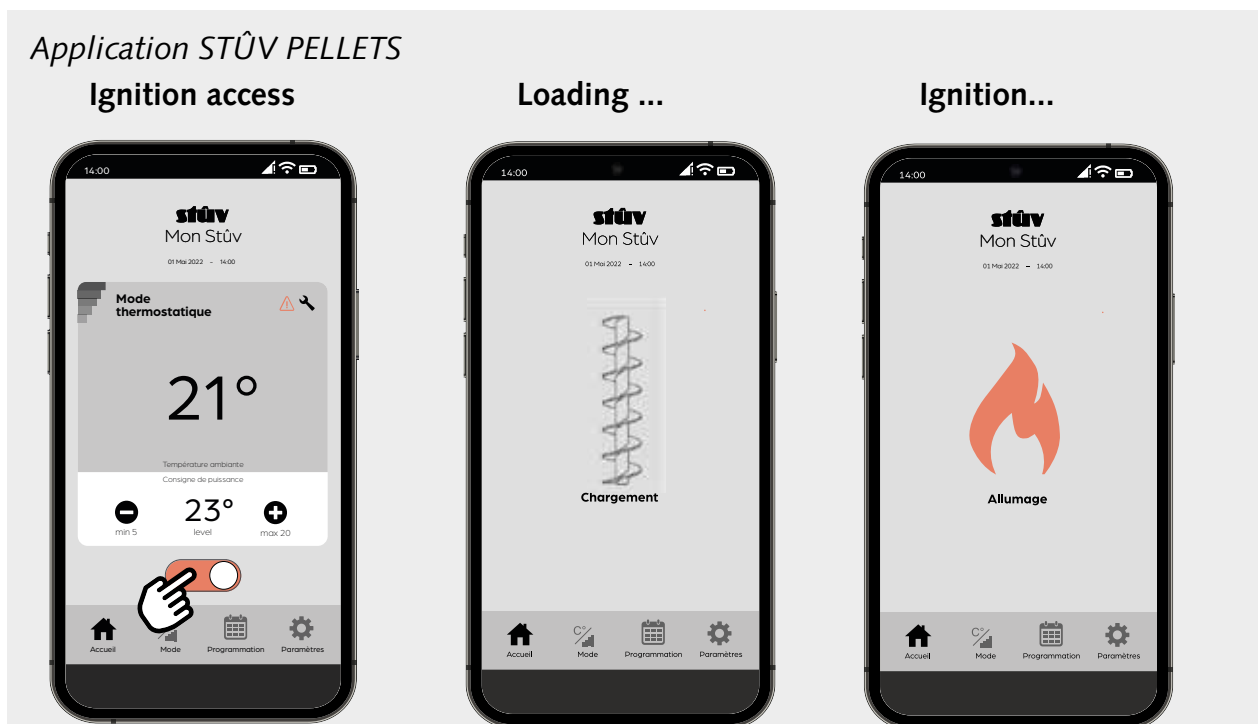 Application STÛV PELLETS
Ignition access
14:00
stûv
Mon Stûv
01 Mai 2022 - 14:00
Mode
thermostatique
21°
Température ambiante
Consigne de puissance
23°
min 5
level
max 20
Accueil
Mode
Programmation
Paramètres
Loading ...
14:00
stûv
Mon Stûv
01 Mai 2022 - 14:00
Chargement
C°
Accueil
Mode
Programmation
Paramètres
Ignition...
14:00
stûv
Mon Stûv
01 Mai 2022 - 14:00
Allumage
C°
Accueil
Mode
Programmation
Paramètres